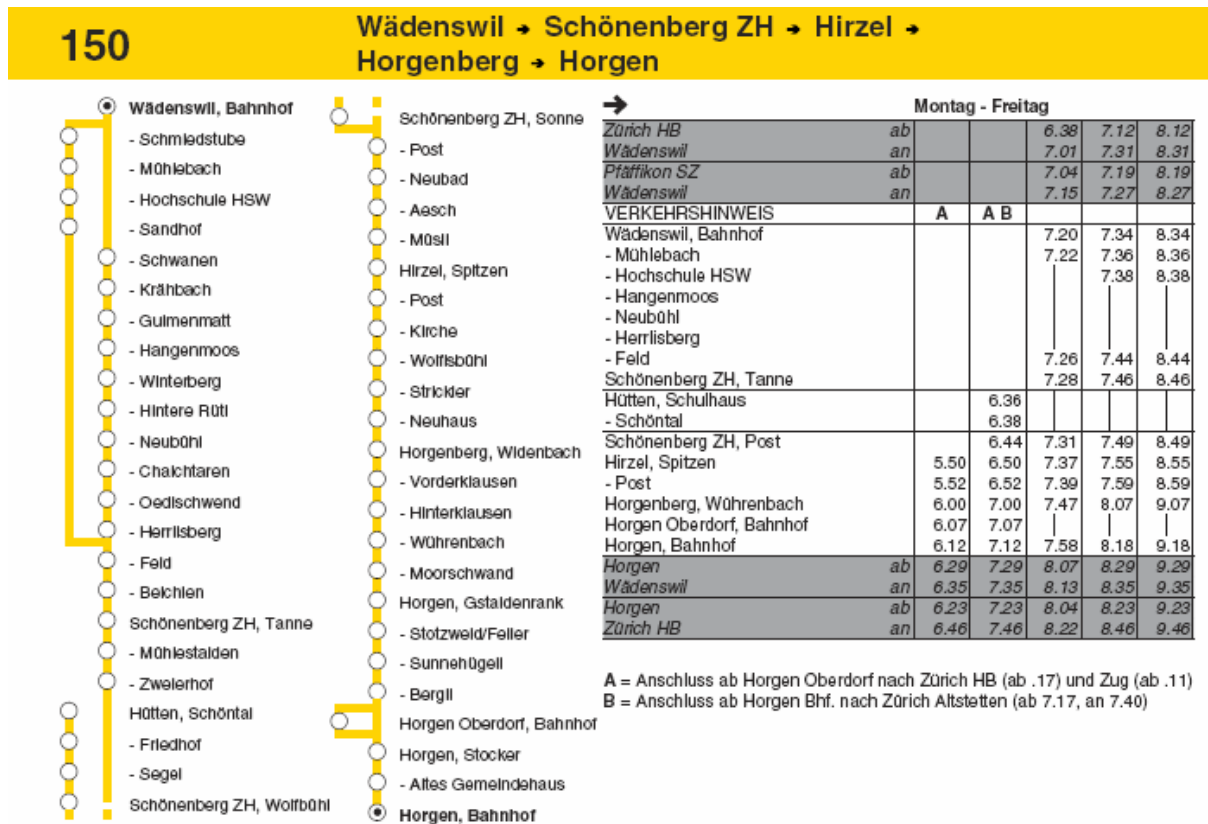 150
Wädenswil → Schönenberg ZH → Hirzel →
Horgenberg → Horgen
Wädenswil, Bahnhof
- Schmiedstube
- Mühlebach
- Hochschule HSW
- Sandhof
- Schwanen
- Krähbach
- Gulmenmatt
- Hangenmoos
- Winterberg
- Hintere Rüti
- Neubühl
- Chalchtaren
- Oedischwend
- Herrlisberg
- Feld
- Beichlen
Schönenberg ZH, Tanne
- Mühlestalden
- Zweierhof
Hütten, Schöntal
- Friedhof
- Segel
Schönenberg ZH, Wolfbühl
Schönenberg ZH, Sonne
- Post
- Neubad
- Aesch
- Müsli
Hirzel, Spitzen
- Post
- Kirche
- Wolfisbühl
- Strickler
- Neuhaus
Horgenberg, Widenbach
- Vorderklausen
- Hinterklausen
- Wührenbach
- Moorschwand
Horgen, Gstaldenrank
- Stotzweid/Feller
- Sunnehügeli
- Bergli
Horgen Oberdorf, Bahnhof
Horgen, Stocker
- Altes Gemeindehaus
Horgen, Bahnhof
→ Montag - Freitag
Zürich HB ab 6.38 7.12 8.12
Wädenswil an 7.01 7.31 8.31
Pfäffikon SZ ab 7.04 7.19 8.19
Wädenswil an 7.15 7.27 8.27
VERKEHRSHINWEIS A A B
Wädenswil, Bahnhof 7.20 7.34 8.34
- Mühlebach 7.22 7.36 8.36
- Hochschule HSW 7.38 8.38
- Hangenmoos
- Neubühl
- Herrlisberg
- Feld 7.26 7.44 8.44
Schönenberg ZH, Tanne 7.28 7.46 8.46
Hütten, Schulhaus 6.36
- Schöntal 6.38
Schönenberg ZH, Post 6.44 7.31 7.49 8.49
Hirzel, Spitzen 5.50 6.50 7.37 7.55 8.55
- Post 5.52 6.52 7.39 7.59 8.59
Horgenberg, Wührenbach 6.00 7.00 7.47 8.07 9.07
Horgen Oberdorf, Bahnhof 6.07 7.07
Horgen, Bahnhof 6.12 7.12 7.58 8.18 9.18
Horgen ab 6.29 7.29 8.07 8.29 9.29
Wädenswil an 6.35 7.35 8.13 8.35 9.35
Horgen ab 6.23 7.23 8.04 8.23 9.23
Zürich HB an 6.46 7.46 8.22 8.46 9.46
A = Anschluss ab Horgen Oberdorf nach Zürich HB (ab .17) und Zug (ab .11)
B = Anschluss ab Horgen Bhf. nach Zürich Altstetten (ab 7.17, an 7.40)